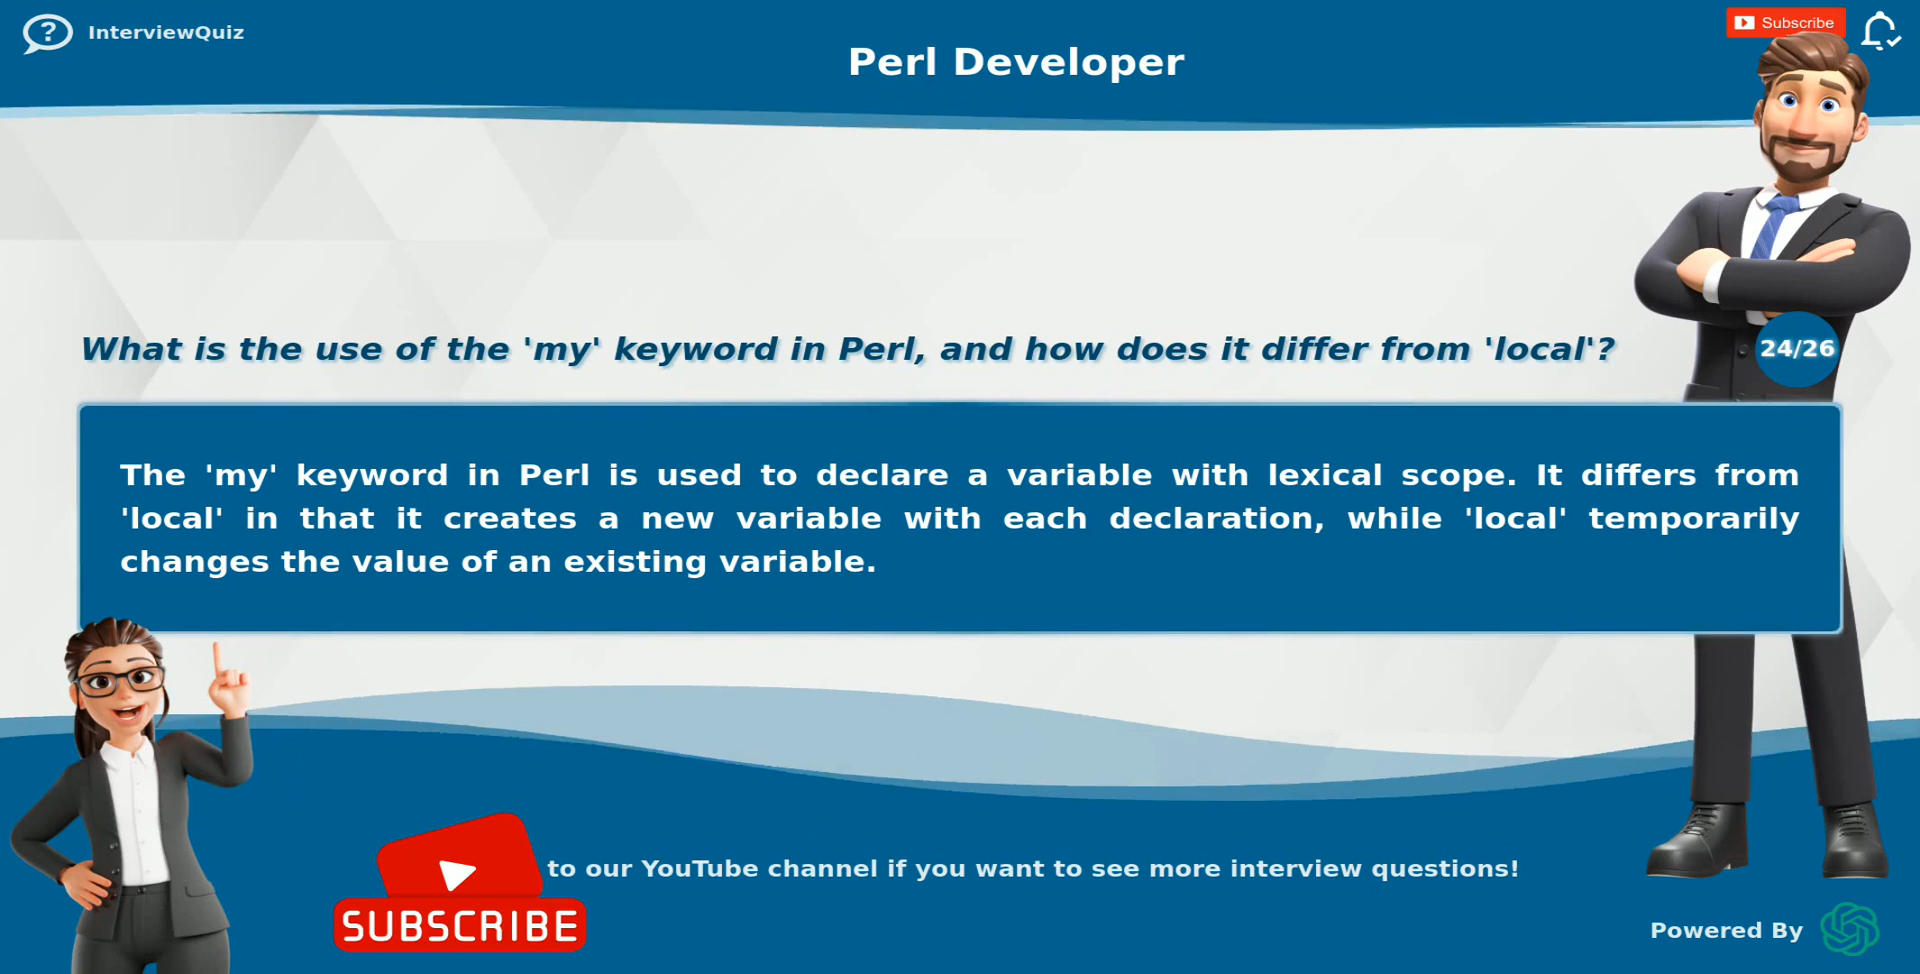 InterviewQuiz
Subscribe
Perl Developer
What is the use of the 'my' keyword in Perl, and how does it differ from 'local'?
24/26
The 'my' keyword in Perl is used to declare a variable with lexical scope. It differs from
'local' in that it creates a new variable with each declaration, while 'local' temporarily
changes the value of an existing variable.
to our YouTube channel if you want to see more interview questions!
SUBSCRIBE
Powered By